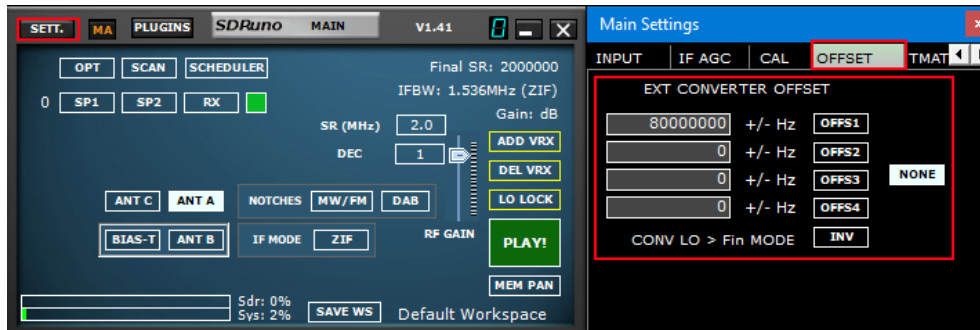 SETT. MA PLUGINS SDRuno MAIN V1.41 8
OPT SCAN SCHEDULER Final SR: 2000000
IFBW: 1.536MHz (ZIF)
0 SP1 SP2 RX Gain: dB
SR (MHz) 2.0 ADD VRX
DEC 1 DEL VRX
ANT C ANT A NOTCHES MW/FM DAB LO LOCK
BIAS-T ANT B IF MODE ZIF RF GAIN PLAY!
MEM PAN
Sdr: 0%
Sys: 2% SAVE WS Default Workspace
Main Settings
INPUT IF AGC CAL OFFSET TMAT
EXT CONVERTER OFFSET
80000000 +/- Hz OFFS1
0 +/- Hz OFFS2
0 +/- Hz OFFS3 NONE
0 +/- Hz OFFS4
CONV LO > Fin MODE INV